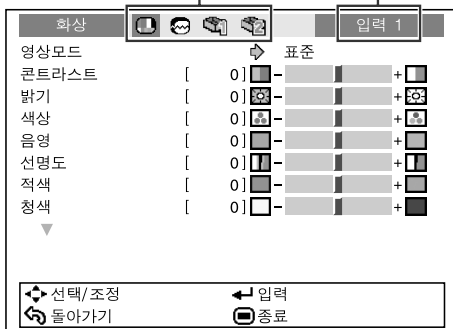 화상 입력 1
영상모드 표준
콘트라스트 [ 0] - +
밝기 [ 0] - +
색상 [ 0] - +
음영 [ 0] - +
선명도 [ 0] - +
적색 [ 0] - +
청색 [ 0] - +
선택/조정 입력
돌아가기 종료